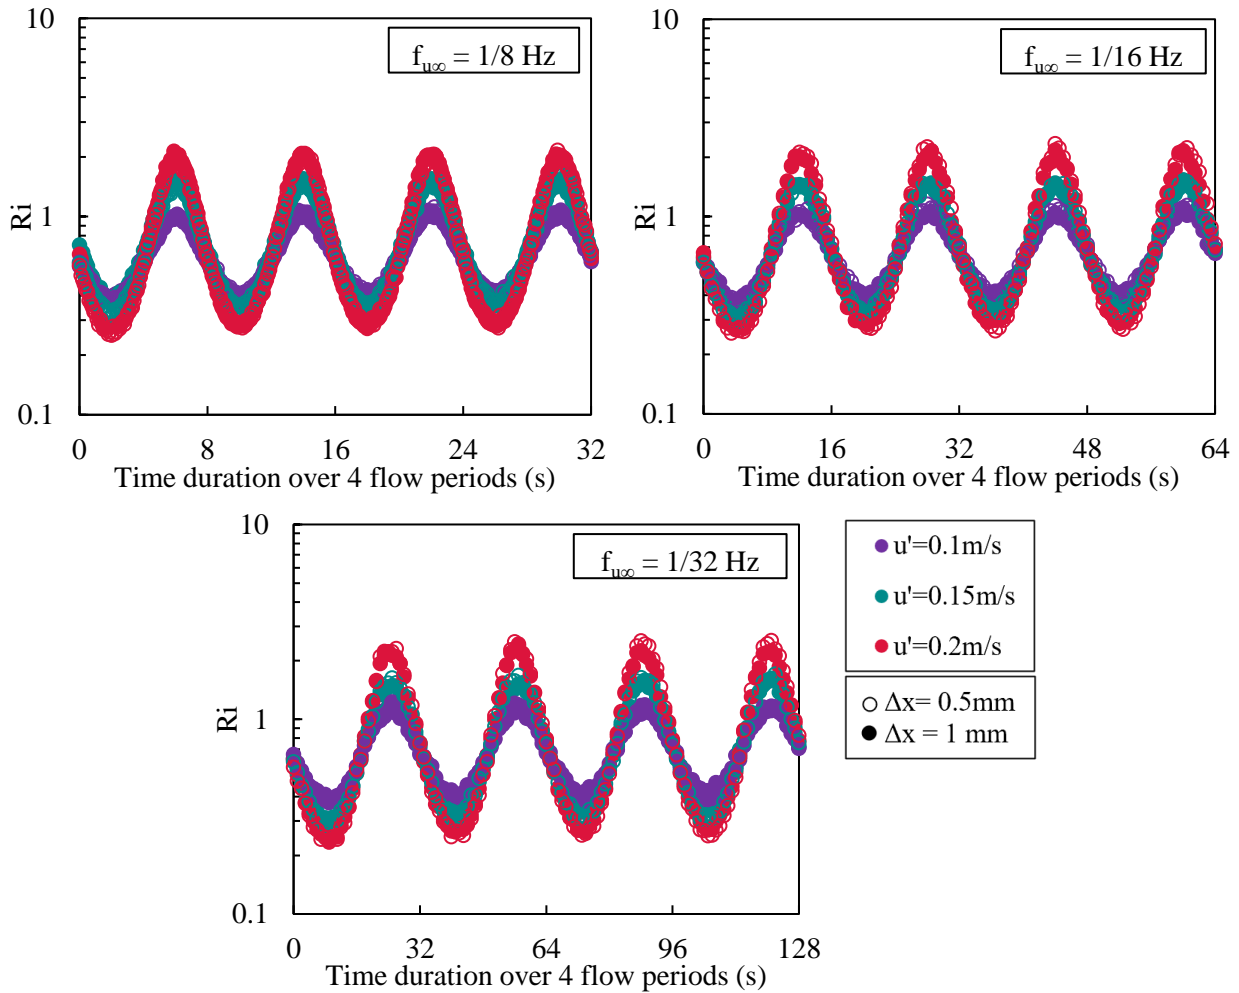 10
1
0.1
Ri
f_u∞ = 1/8 Hz
0 8 16 24 32
Time duration over 4 flow periods (s)
10
1
0.1
Ri
f_u∞ = 1/16 Hz
0 16 32 48 64
Time duration over 4 flow periods (s)
10
1
0.1
Ri
f_u∞ = 1/32 Hz
0 32 64 96 128
Time duration over 4 flow periods (s)
u'=0.1m/s
u'=0.15m/s
u'=0.2m/s
Δx= 0.5mm
Δx = 1 mm